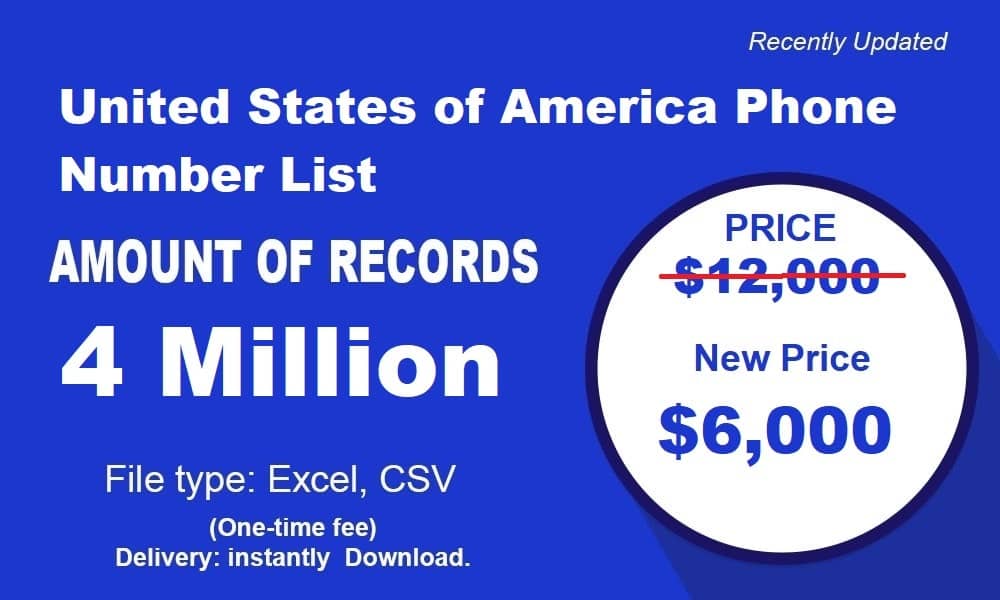 Recently Updated
United States of America Phone
Number List
AMOUNT OF RECORDS
4 Million
File type: Excel, CSV
(One-time fee)
Delivery: instantly Download.
PRICE
$12,000
New Price
$6,000